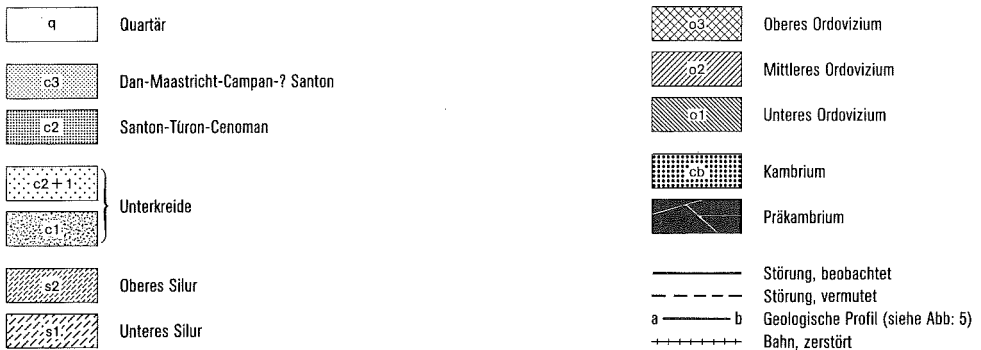 q Quartär
c3 Dan-Maastricht-Campan-? Santon
c2 Santon-Túron-Cenoman
c2+1
Unterkreide
c1
s2 Oberes Silur
s1 Unteres Silur
o3 Oberes Ordovizium
o2 Mittleres Ordovizium
o1 Unteres Ordovizium
cb Kambrium
Präkambrium
Störung, beobachtet
Störung, vermutet
a b Geologische Profil (siehe Abb: 5)
Bahn, zerstört